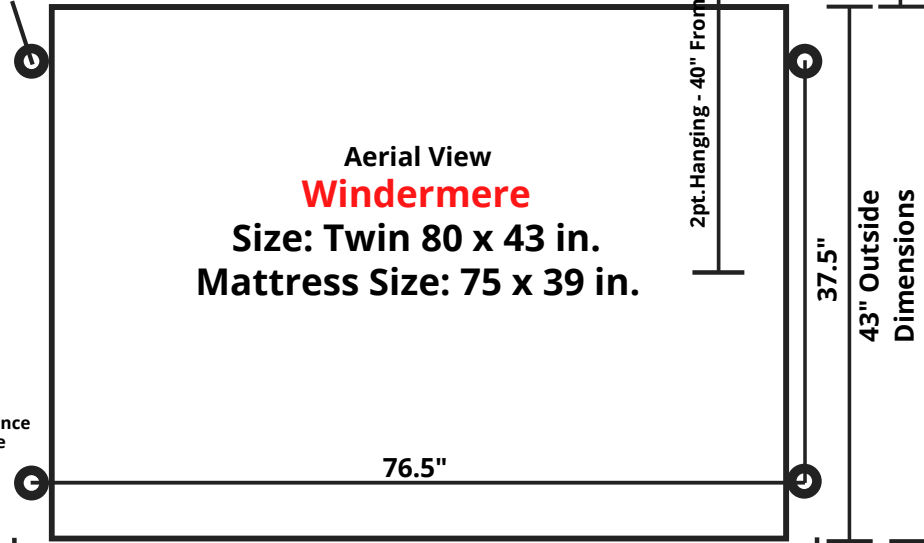 2pt.Hanging - 40" From
Aerial View
Windermere
Size: Twin 80 x 43 in.
Mattress Size: 75 x 39 in.
37.5"
43" Outside
Dimensions
76.5"